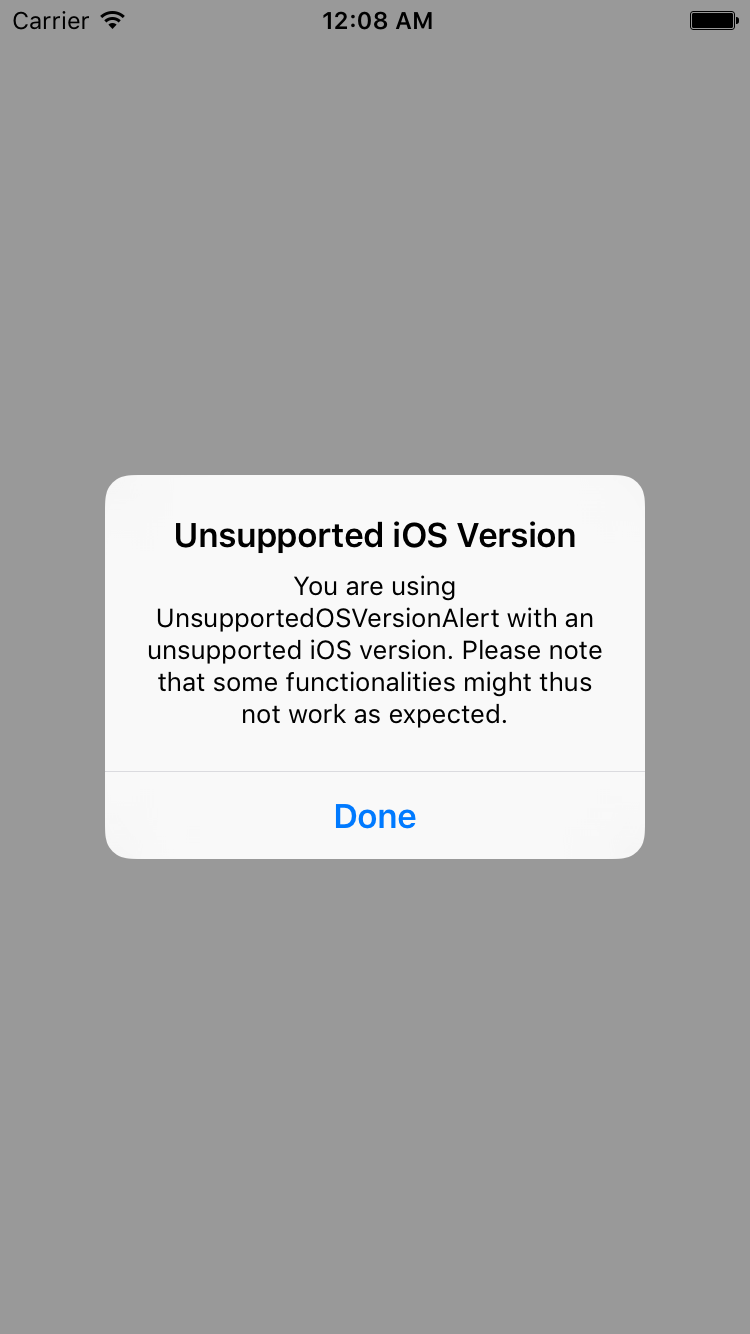 Carrier 12:08 AM
Unsupported iOS Version
You are using
UnsupportedOSVersionAlert with an
unsupported iOS version. Please note
that some functionalities might thus
not work as expected.
Done